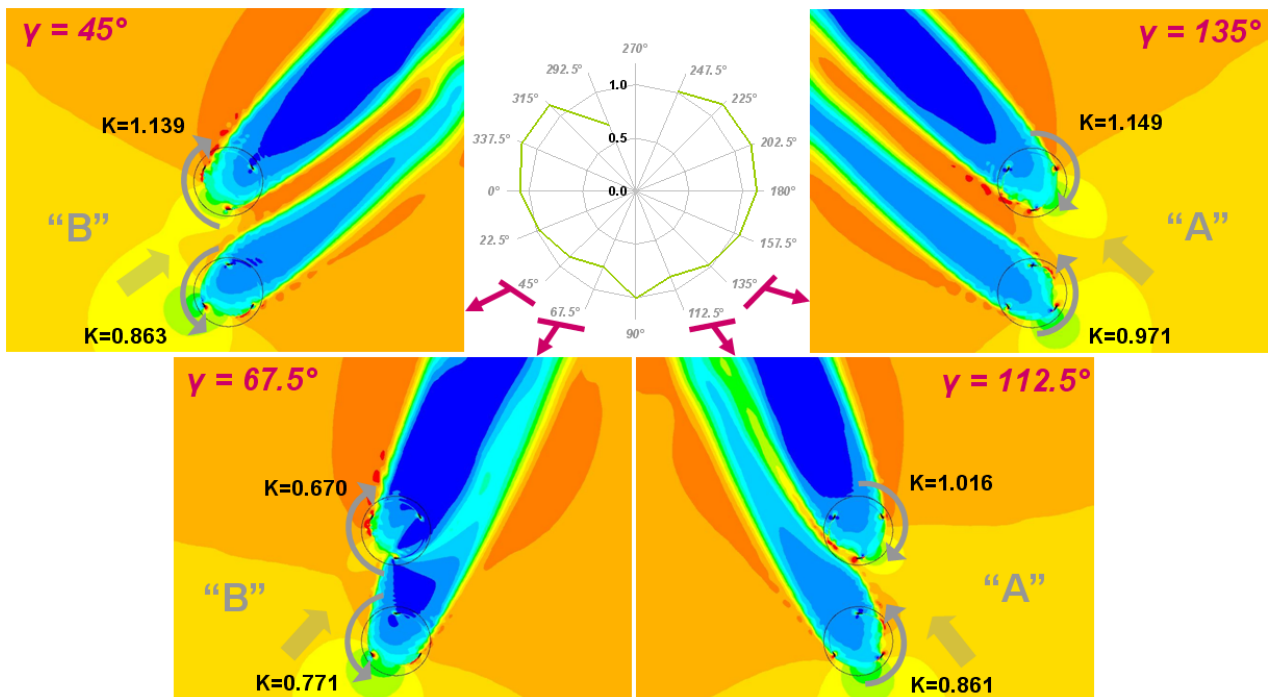 γ = 45°
K=1.139
“B”
K=0.863
270°
292.5°
247.5°
315°
1.0
225°
337.5°
0.5
202.5°
0°
0.0
180°
22.5°
157.5°
45°
135°
67.5°
112.5°
90°
γ = 135°
K=1.149
“A”
K=0.971
γ = 67.5°
K=0.670
“B”
K=0.771
γ = 112.5°
K=1.016
“A”
K=0.861